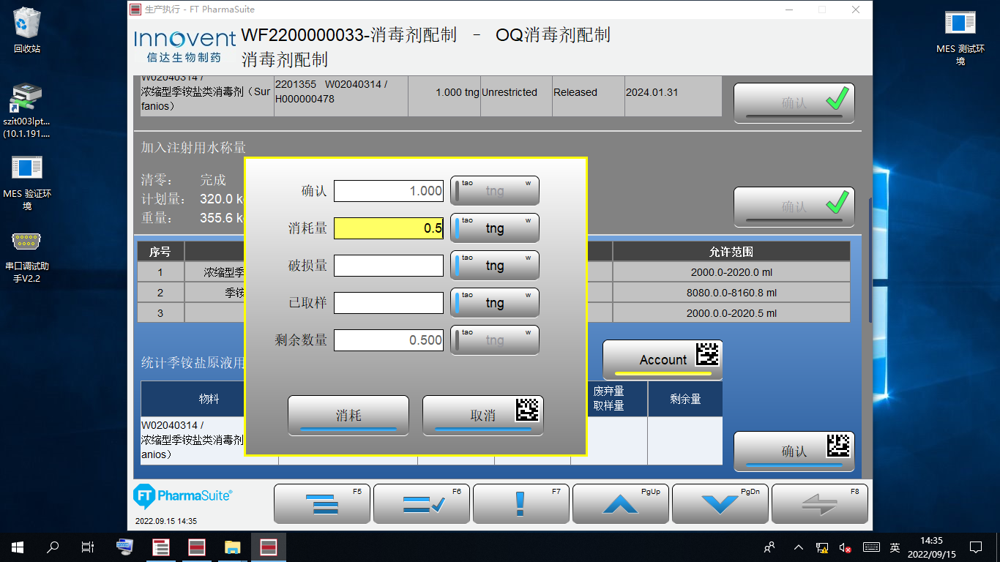 回收站
szit003lpt...
(10.1.191....
MES 验证环
境
串口调试助
手V2.2
MES 测试环
境
生产执行 - FT PharmaSuite
Innovent
信达生物制药
WF2200000033-消毒剂配制 – OQ消毒剂配制
消毒剂配制
W02040314 /
浓缩型季铵盐类消毒剂（Sur
fanios）
2201355 W02040314 /
H000000478
1.000 tng
Unrestricted
Released
2024.01.31
确认
加入注射用水称量
清零： 完成
计划量： 320.0 k
重量： 355.6 k
确认
序号
允许范围
1 浓缩型季
2000.0-2020.0 ml
2 季铵
8080.0.0-8160.8 ml
3
2000.0.0-2020.5 ml
统计季铵盐原液用
Account
物料
废弃量
取样量
剩余量
W02040314 /
浓缩型季铵盐类消毒剂
anios）
确认
确认 1.000 tao tng w
消耗量 0.5 tao tng w
破损量 tao tng w
已取样 tao tng w
剩余数量 0.500 tao tng w
消耗
取消
FT PharmaSuite®
2022.09.15 14:35
F5
F6
F7
PgUp
PgDn
F8
英
14:35
2022/09/15